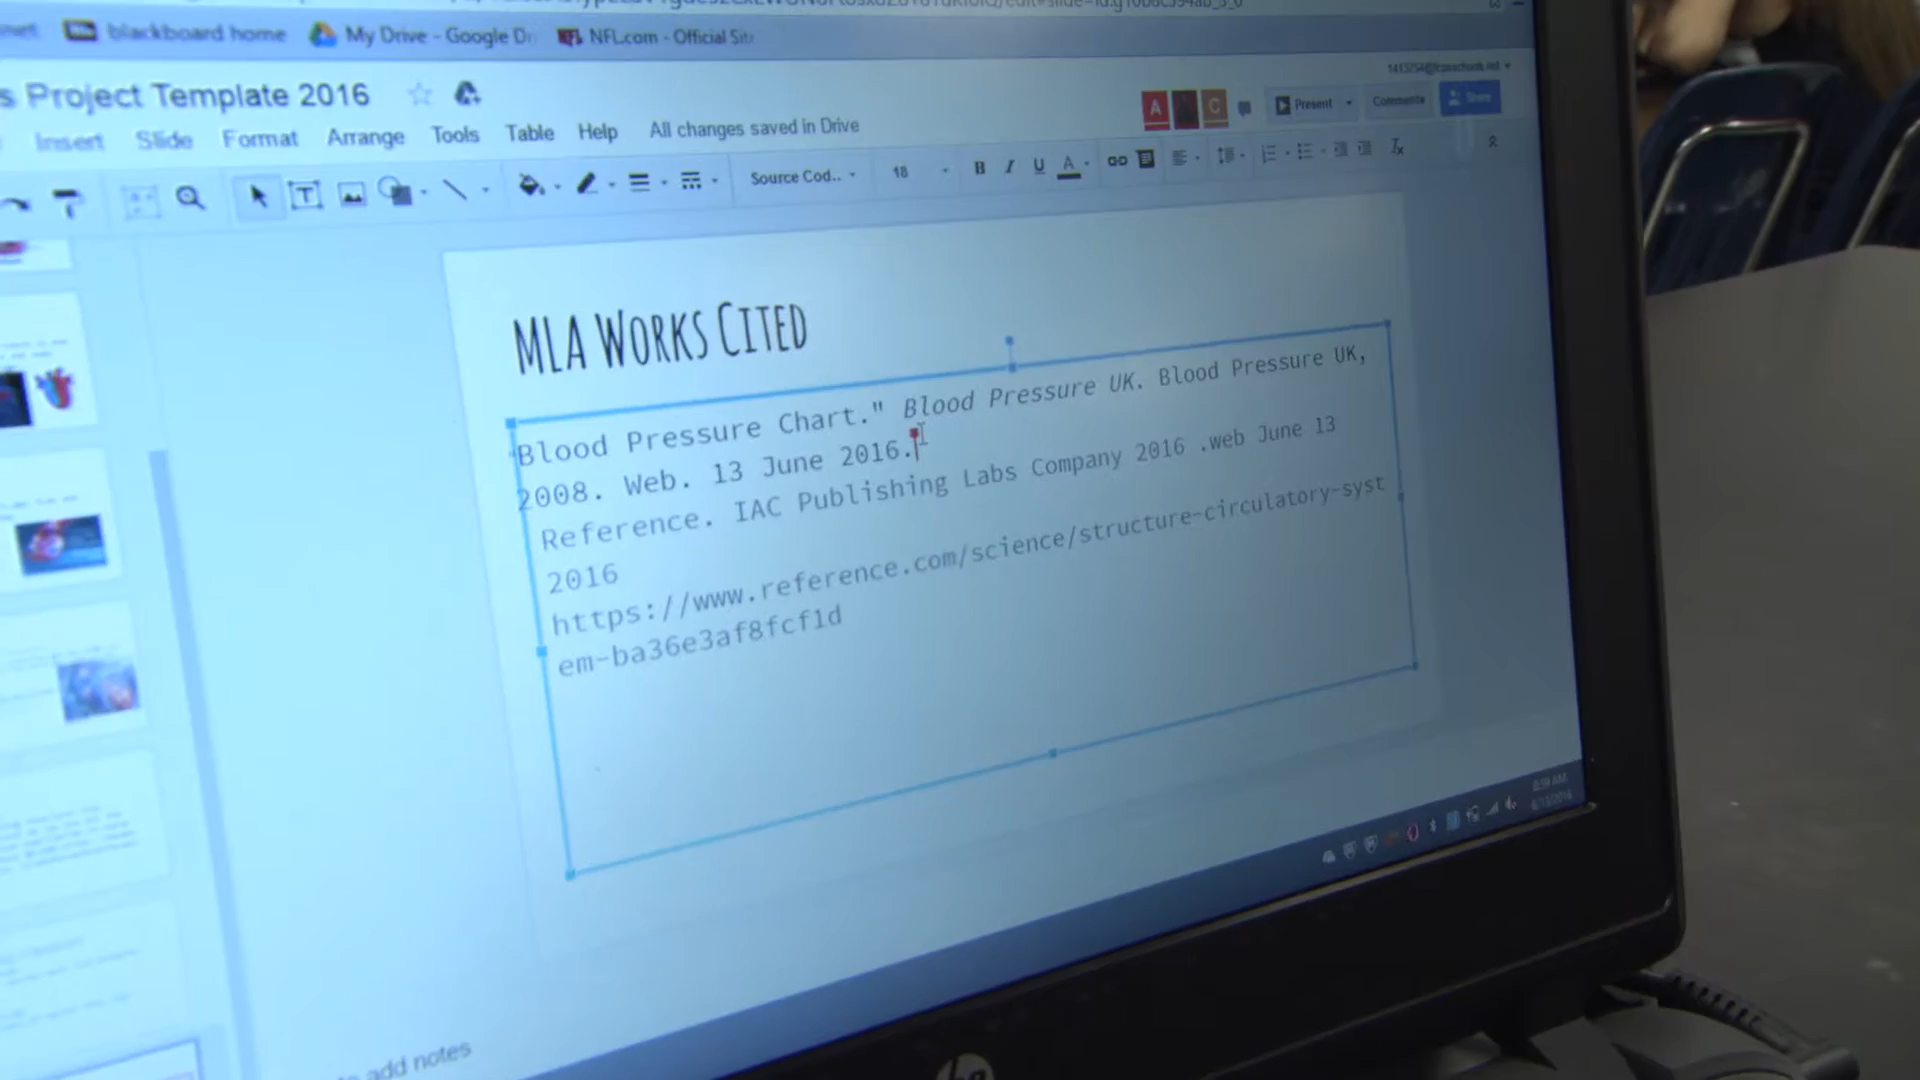 blackboard home My Drive - Google Dr NFL.com - Official Sit
s Project Template 2016
A C Present Comments Share
Insert Slide Format Arrange Tools Table Help All changes saved in Drive
Source Cod.. 18 B I U A
MLA WORKS CITED
Blood Pressure Chart." Blood Pressure UK. Blood Pressure UK,
2008. Web. 13 June 2016.
Reference. IAC Publishing Labs Company 2016 .web June 13
2016
https://www.reference.com/science/structure-circulatory-syst
em-ba36e3af8fcf1d
add notes
hp